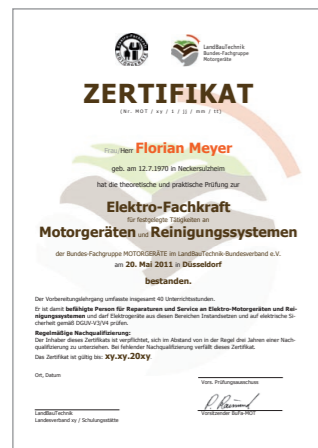 LandBauTechnik
Bundes-Fachgruppe
Motorgeräte
ZERTIFIKAT
(Nr. MOT / xy / 1 / jj / mm / tt)
Frau/Herr Florian Meyer
geb. am 12.7.1970 in Neckersulzheim
hat die theoretische und praktische Prüfung zur
Elektro-Fachkraft
für festgelegte Tätigkeiten an
Motorgeräten und Reinigungssystemen
der Bundes-Fachgruppe MOTORGERÄTE im LandBauTechnik-Bundesverband e.V.
am 20. Mai 2011 in Düsseldorf
bestanden.
Der Vorbereitungslehrgang umfasste insgesamt 40 Unterrichtsstunden.
Er ist damit befähigte Person für Reparaturen und Service an Elektro-Motorgeräten und Rei-
nigungssystemen und darf Elektrogeräte aus diesen Bereichen Instandsetzen und auf elektrische Si-
cherheit gemäß DGUV-V3/V4 prüfen.
Regelmäßige Nachqualifizierung:
Der Inhaber dieses Zertifikats ist verpflichtet, sich im Abstand von in der Regel drei Jahren einer Nach-
qualifizierung zu unterziehen. Bei fehlender Nachqualifizierung verfällt dieses Zertifikat.
Das Zertifikat ist gültig bis: xy.xy.20xy
Ort, Datum
Vors. Prüfungsausschuss
LandBauTechnik
Landesverband xy / Schulungsstätte
Vorsitzender BuFa-MOT